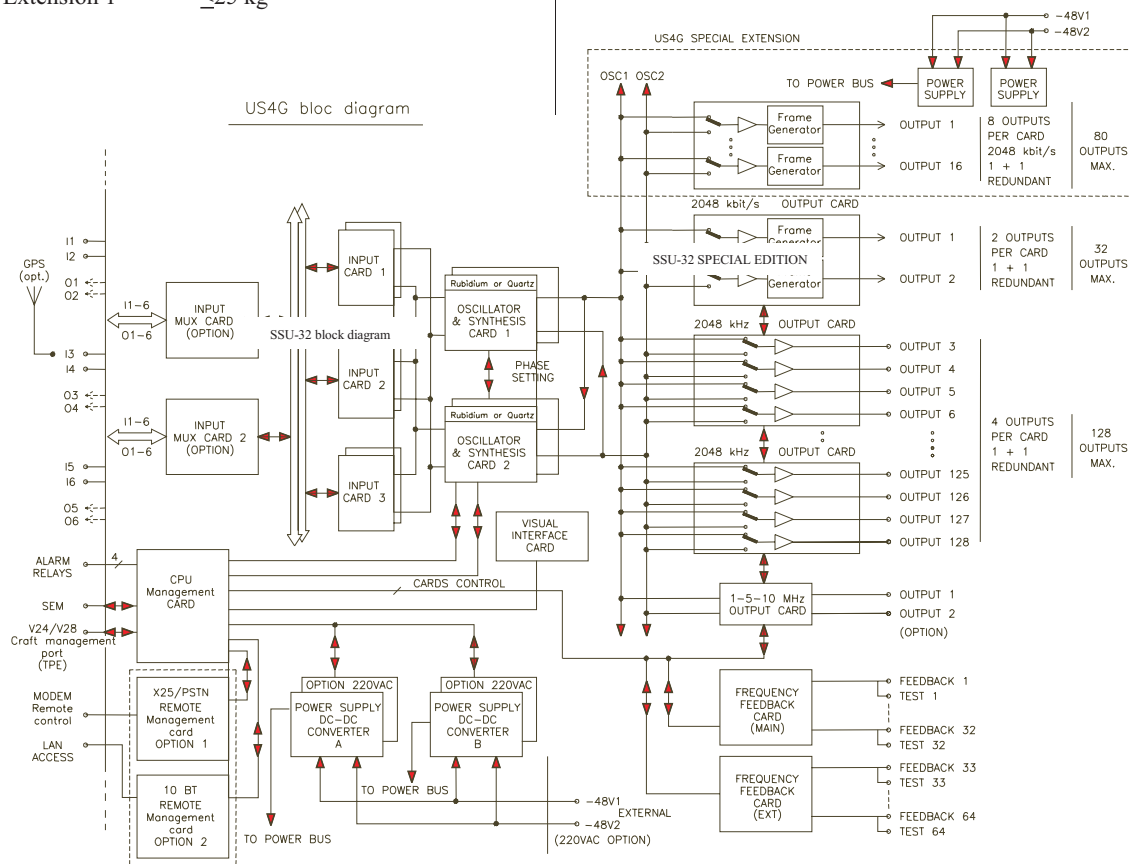 Extension 1 ≤25 kg
US4G SPECIAL EXTENSION
-48V1
-48V2
OSC1 OSC2
TO POWER BUS
POWER SUPPLY
POWER SUPPLY
US4G bloc diagram
Frame Generator
OUTPUT 1
Frame Generator
OUTPUT 16
8 OUTPUTS
PER CARD
2048 kbit/s
1 + 1
REDUNDANT
80
OUTPUTS
MAX.
2048 kbit/s OUTPUT CARD
Frame
OUTPUT 1
SSU-32 SPECIAL EDITION
Generator
OUTPUT 2
2 OUTPUTS
PER CARD
1 + 1
REDUNDANT
32
OUTPUTS
MAX.
I1
I2
GPS
(opt.)
O1
O2
I1-6
O1-6
INPUT
MUX CARD
(OPTION)
SSU-32 block diagram
I3
I4
O3
O4
I1-6
O1-6
INPUT
MUX CARD 2
(OPTION)
I5
I6
O5
O6
INPUT
CARD 1
INPUT
CARD 2
INPUT
CARD 3
Rubidium or Quartz
OSCILLATOR
& SYNTHESIS
CARD 1
PHASE
SETTING
Rubidium or Quartz
OSCILLATOR
& SYNTHESIS
CARD 2
2048 kHz OUTPUT CARD
OUTPUT 3
OUTPUT 4
OUTPUT 5
OUTPUT 6
2048 kHz OUTPUT CARD
OUTPUT 125
OUTPUT 126
OUTPUT 127
OUTPUT 128
4 OUTPUTS
PER CARD
1 + 1
REDUNDANT
128
OUTPUTS
MAX.
VISUAL
INTERFACE
CARD
ALARM
RELAYS
4
CPU
Management
CARD
CARDS CONTROL
SEM
V24/V28
Craft management
port
(TPE)
1-5-10 MHz
OUTPUT CARD
OUTPUT 1
OUTPUT 2
(OPTION)
MODEM
Remote
control
X25/PSTN
REMOTE
Management
card
OPTION 1
LAN
ACCESS
10 BT
REMOTE
Management
card
OPTION 2
OPTION 220VAC
POWER SUPPLY
DC-DC
CONVERTER
A
OPTION 220VAC
POWER SUPPLY
DC-DC
CONVERTER
B
TO POWER BUS
TO POWER BUS
-48V1
EXTERNAL
-48V2
(220VAC OPTION)
FREQUENCY
FEEDBACK
CARD
(MAIN)
FEEDBACK 1
TEST 1
FEEDBACK 32
TEST 32
FREQUENCY
FEEDBACK
CARD
(EXT)
FEEDBACK 33
TEST 33
FEEDBACK 64
TEST 64